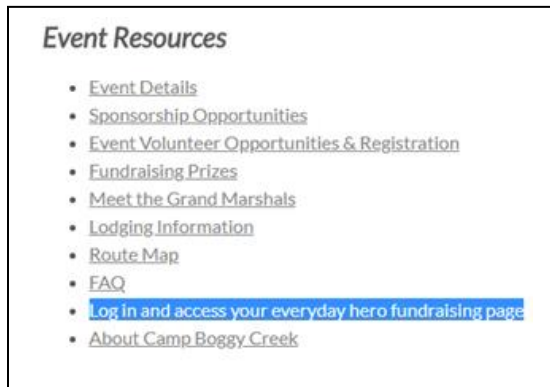 Event Resources
Event Details
Sponsorship Opportunities
Event Volunteer Opportunities & Registration
Fundraising Prizes
Meet the Grand Marshals
Lodging Information
Route Map
FAQ
Log in and access your everyday hero fundraising page
About Camp Boggy Creek